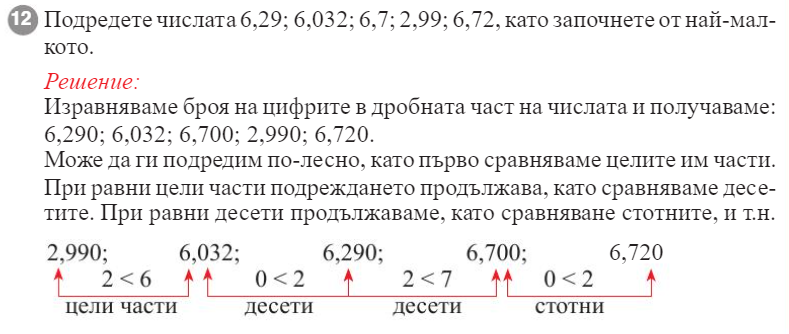 12 Подредете числата 6,29; 6,032; 6,7; 2,99; 6,72, като започнете от най-мал-
кото.
Решение:
Изравняваме броя на цифрите в дробната част на числата и получаваме:
6,290; 6,032; 6,700; 2,990; 6,720.
Може да ги подредим по-лесно, като първо сравняваме целите им части.
При равни цели части подреждането продължава, като сравняваме десе-
тите. При равни десети продължаваме, като сравняване стотните, и т.н.
2,990; 6,032; 6,290; 6,700; 6,720
2 < 6 0 < 2 2 < 7 0 < 2
цели части десети десети стотни